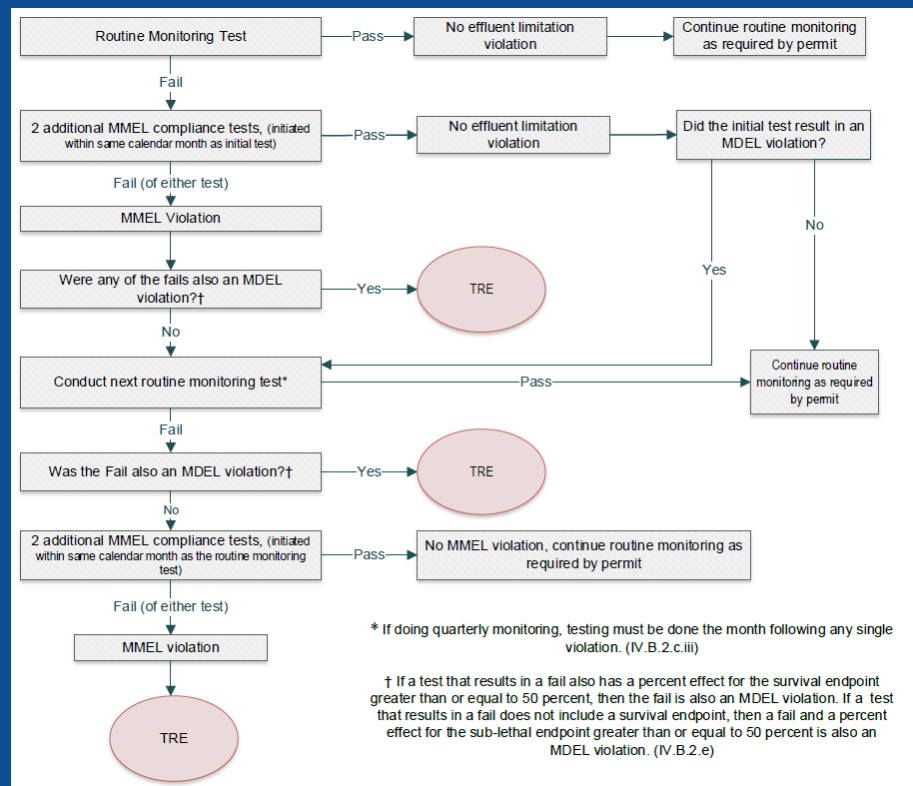 Routine Monitoring Test
Pass
No effluent limitation
violation
Continue routine monitoring
as required by permit
Fail
2 additional MMEL compliance tests, (initiated
within same calendar month as initial test)
Pass
No effluent limitation
violation
Did the initial test result in an
MDEL violation?
Fail (of either test)
MMEL Violation
No
Yes
Were any of the fails also an MDEL
violation?†
Yes
TRE
No
Conduct next routine monitoring test*
Pass
Continue routine
monitoring as required
by permit
Fail
Was the Fail also an MDEL violation?†
Yes
TRE
No
2 additional MMEL compliance tests, (initiated
within same calendar month as the routine monitoring
test)
Pass
No MMEL violation, continue routine monitoring as
required by permit
Fail (of either test)
MMEL violation
TRE
* If doing quarterly monitoring, testing must be done the month following any single
violation. (IV.B.2.c.iii)
† If a test that results in a fail also has a percent effect for the survival endpoint
greater than or equal to 50 percent, then the fail is also an MDEL violation. If a test
that results in a fail does not include a survival endpoint, then a fail and a percent
effect for the sub-lethal endpoint greater than or equal to 50 percent is also an
MDEL violation. (IV.B.2.e)